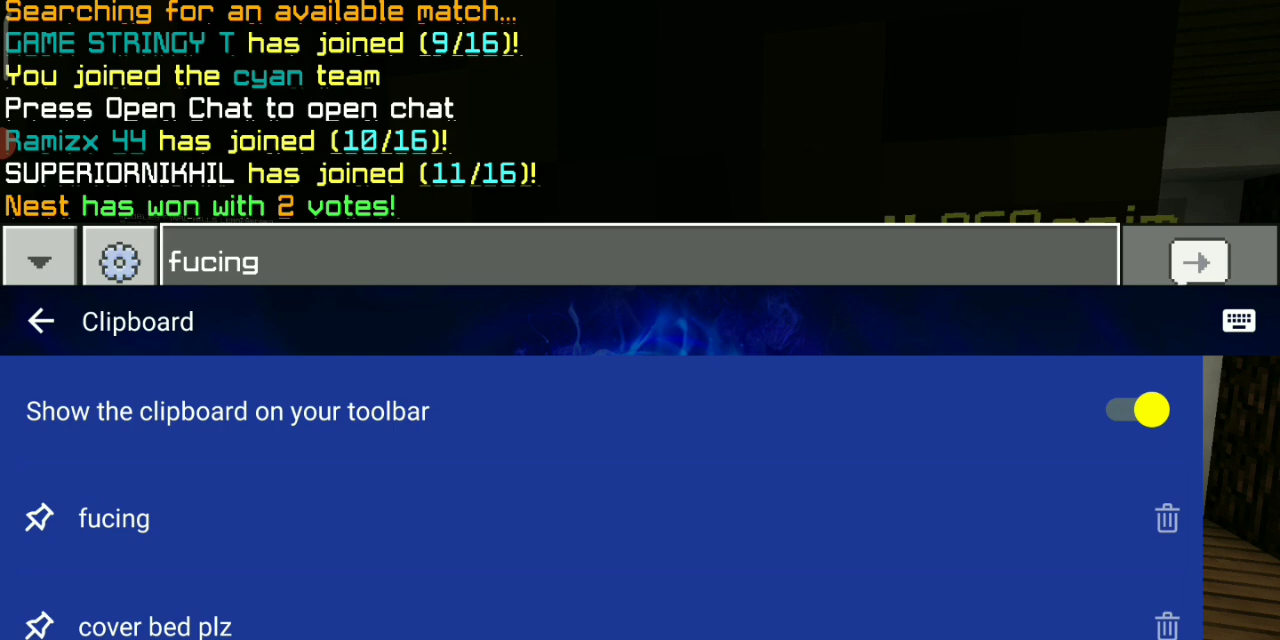 Searching for an available match...
GAME STRINGY T has joined (9/16)!
You joined the cyan team
Press Open Chat to open chat
Ramizx 44 has joined (10/16)!
SUPERIORNIKHIL has joined (11/16)!
Nest has won with 2 votes!
fucing
Clipboard
Show the clipboard on your toolbar
fucing
cover bed plz